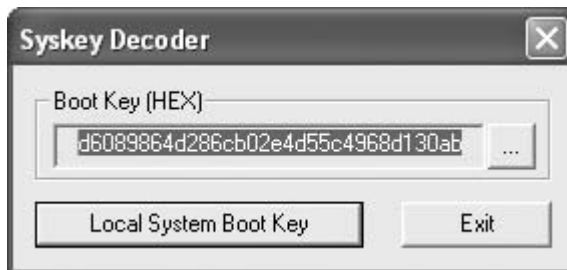 Syskey Decoder
Boot Key (HEX)
d6089864d286cb02e4d55c4968d130ab
...
Local System Boot Key
Exit